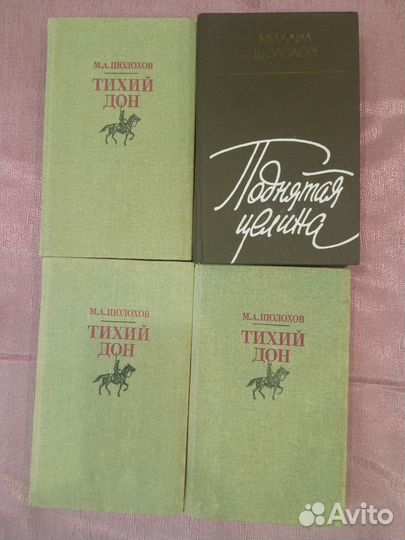 М.А.ШОЛОХОВ
ТИХИЙ
ДОН
МИХАИЛ
ШОЛОХОВ
Поднятая
целина
М.А.ШОЛОХОВ
ТИХИЙ
ДОН
М.А.ШОЛОХОВ
ТИХИЙ
ДОН
Avito